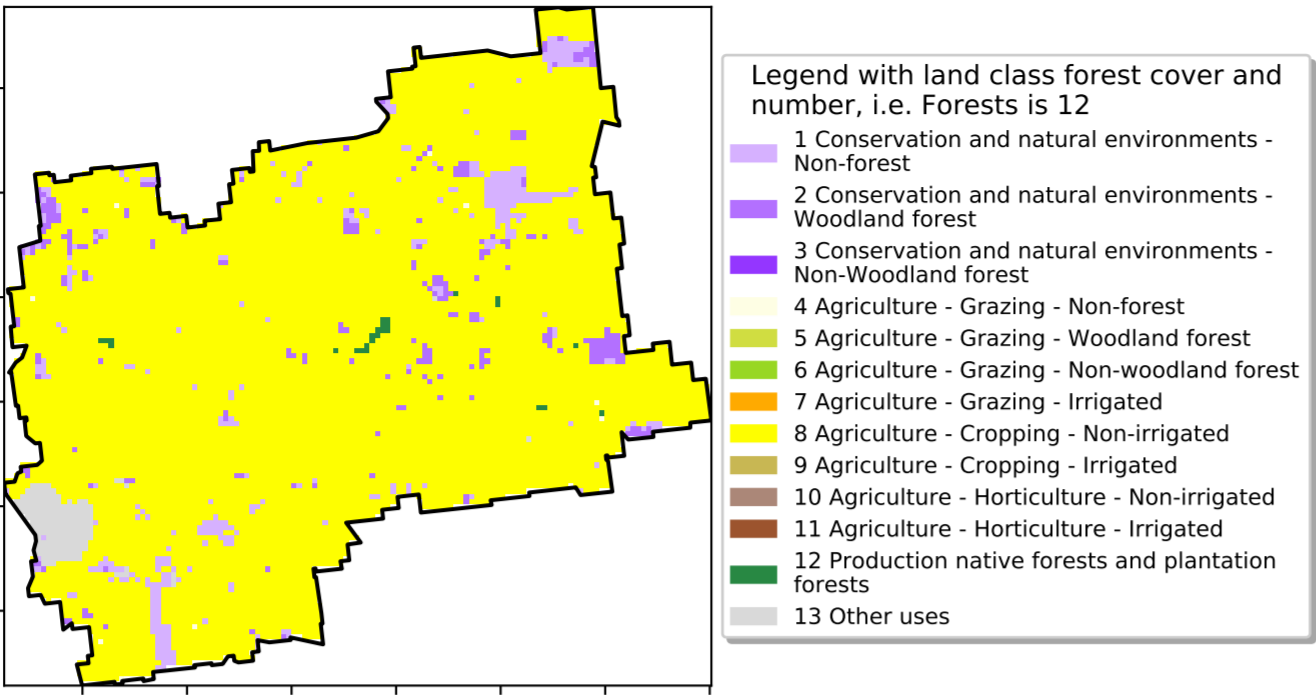 Legend with land class forest cover and
number, i.e. Forests is 12
1 Conservation and natural environments -
Non-forest
2 Conservation and natural environments -
Woodland forest
3 Conservation and natural environments -
Non-Woodland forest
4 Agriculture - Grazing - Non-forest
5 Agriculture - Grazing - Woodland forest
6 Agriculture - Grazing - Non-woodland forest
7 Agriculture - Grazing - Irrigated
8 Agriculture - Cropping - Non-irrigated
9 Agriculture - Cropping - Irrigated
10 Agriculture - Horticulture - Non-irrigated
11 Agriculture - Horticulture - Irrigated
12 Production native forests and plantation
forests
13 Other uses